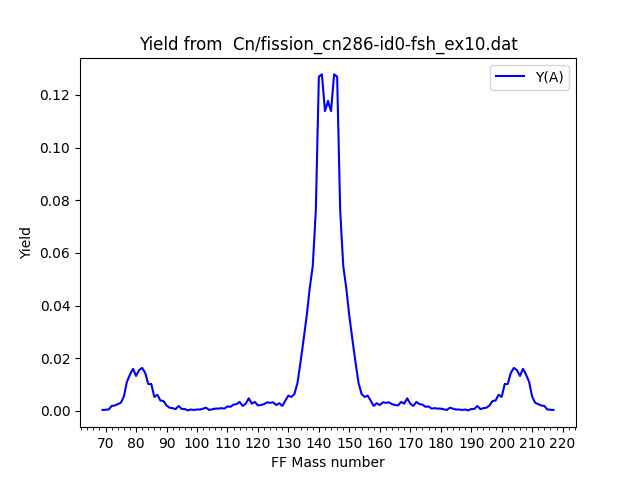 Yield from  Cn/fission_cn286-id0-fsh_ex10.dat
Y(A)
0.12
0.10
0.08
0.06
0.04
0.02
0.00
Yield
70 80 90 100 110 120 130 140 150 160 170 180 190 200 210 220
FF Mass number